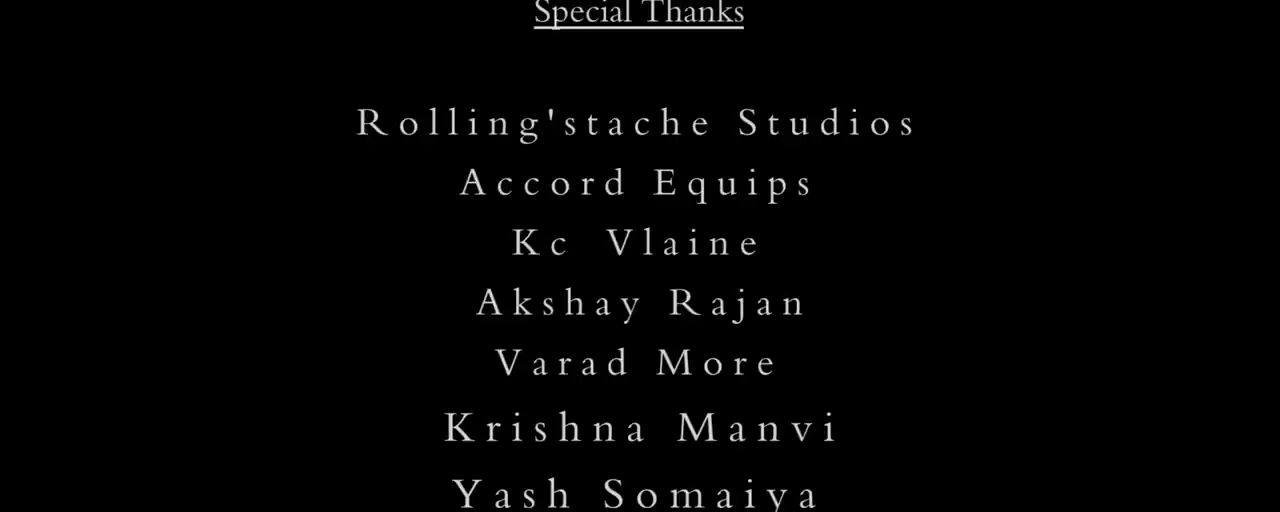 Special Thanks
Rolling'stache Studios
Accord Equips
Kc Vlaine
Akshay Rajan
Varad More
Krishna Manvi
Yash Somaiya